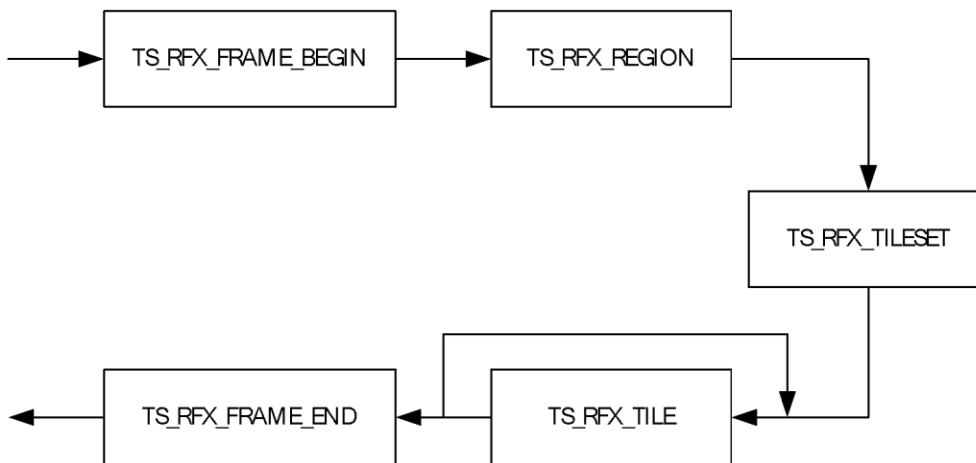 TS_RFX_FRAME_BEGIN
TS_RFX_REGION
TS_RFX_TILESET
TS_RFX_TILE
TS_RFX_FRAME_END